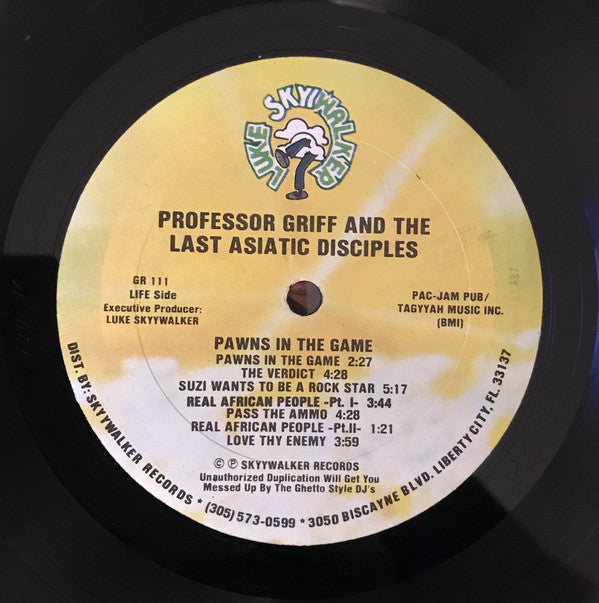 LUKE SKYYWALKER
PROFESSOR GRIFF AND THE
LAST ASIATIC DISCIPLES
GR 111
LIFE Side
Executive Producer:
LUKE SKYYWALKER
PAC-JAM PUB/
TAGYYAH MUSIC INC.
(BMI)
PAWNS IN THE GAME
PAWNS IN THE GAME 2:27
THE VERDICT 4:28
SUZI WANTS TO BE A ROCK STAR 5:17
REAL AFRICAN PEOPLE -Pt. I- 3:44
PASS THE AMMO 4:28
REAL AFRICAN PEOPLE -Pt.II- 1:21
LOVE THY ENEMY 3:59
© ℗ SKYYWALKER RECORDS
Unauthorized Duplication Will Get You
Messed Up By The Ghetto Style DJ's
DIST. BY: SKYYWALKER RECORDS * (305) 573-0599 * 3050 BISCAYNE BLVD. LIBERTY CITY, FL. 33137